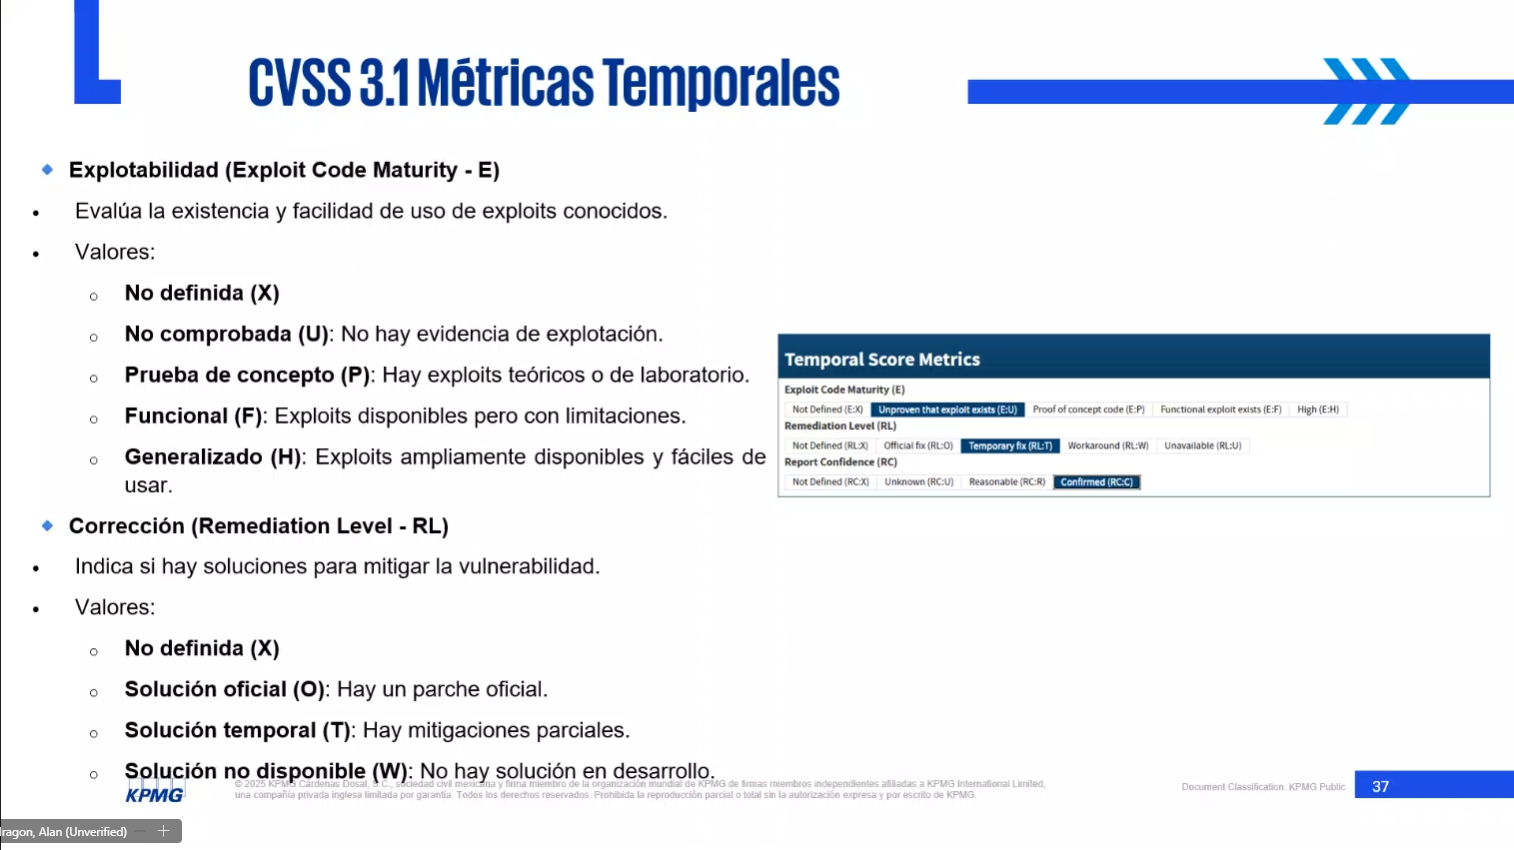 CVSS 3.1 Métricas Temporales
Explotabilidad (Exploit Code Maturity - E)
Evalúa la existencia y facilidad de uso de exploits conocidos.
Valores:
No definida (X)
No comprobada (U): No hay evidencia de explotación.
Prueba de concepto (P): Hay exploits teóricos o de laboratorio.
Funcional (F): Exploits disponibles pero con limitaciones.
Generalizado (H): Exploits ampliamente disponibles y fáciles de
usar.
Corrección (Remediation Level - RL)
Indica si hay soluciones para mitigar la vulnerabilidad.
Valores:
No definida (X)
Solución oficial (O): Hay un parche oficial.
Solución temporal (T): Hay mitigaciones parciales.
Solución no disponible (W): No hay solución en desarrollo.
Temporal Score Metrics
Exploit Code Maturity (E)
Not Defined (E:X) Unproven that exploit exists (E:U) Proof of concept code (E:P) Functional exploit exists (E:F) High (E:H)
Remediation Level (RL)
Not Defined (RL:X) Official fix (RL:O) Temporary fix (RL:T) Workaround (RL:W) Unavailable (RL:U)
Report Confidence (RC)
Not Defined (RC:X) Unknown (RC:U) Reasonable (RC:R) Confirmed (RC:C)
KPMG
© 2025 KPMG Cárdenas Dosal, S.C., sociedad civil mexicana y firma miembro de la organización mundial de KPMG de firmas miembros independientes afiliadas a KPMG International Limited,
una compañía privada inglesa limitada por garantía. Todos los derechos reservados. Prohibida la reproducción parcial o total sin la autorización expresa y por escrito de KPMG.
Document Classification: KPMG Public
37
ragon, Alan (Unverified)